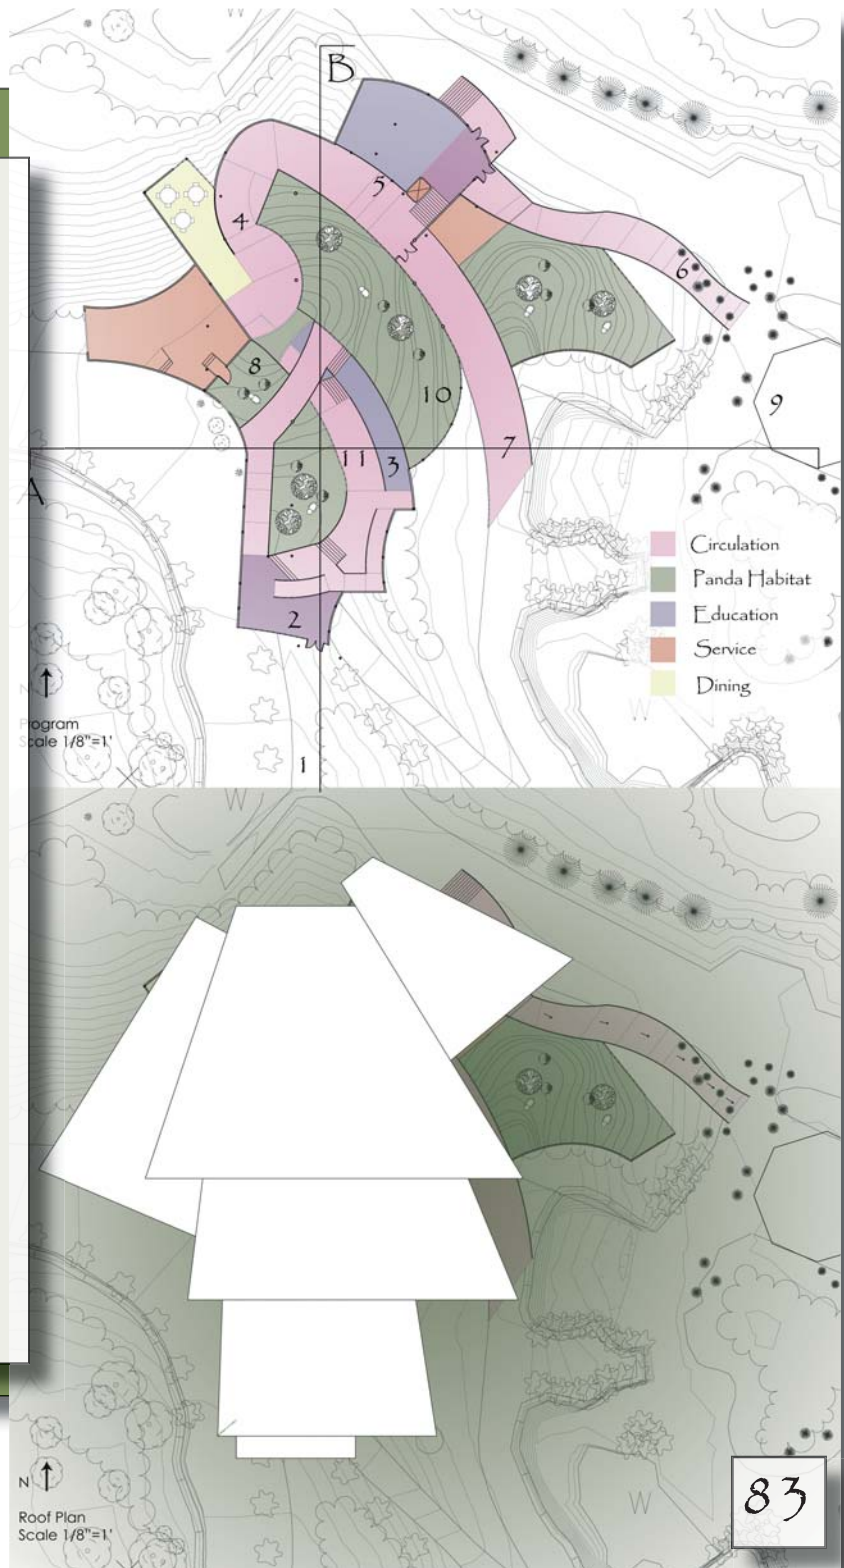 B
5
4
6
8
10
9
7
11
3
A
2
1
Circulation
Panda Habitat
Education
Service
Dining
N
rogram
Scale 1/8"=1'
W
W
W
N
Roof Plan
Scale 1/8"=1'
W
83